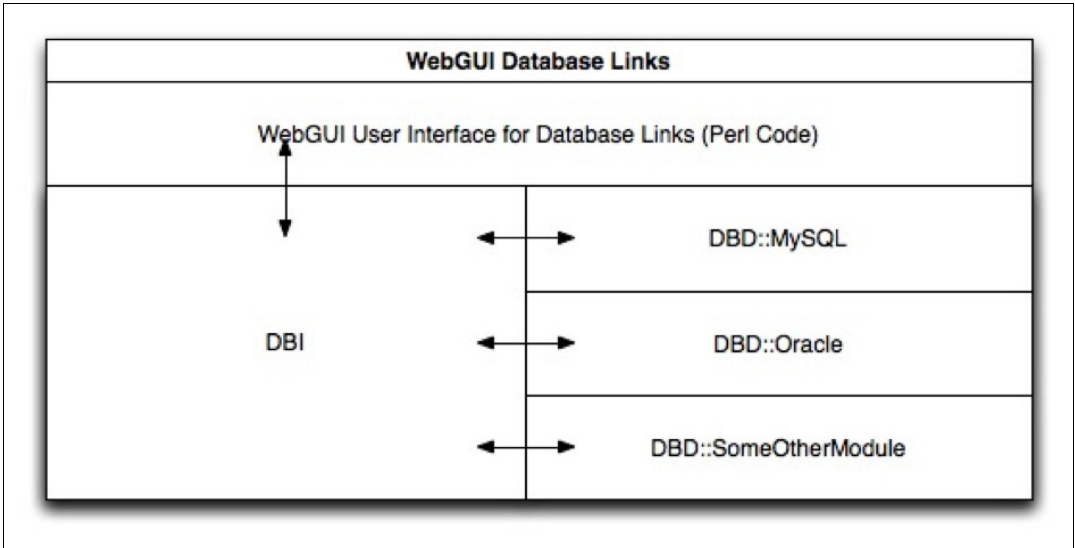 WebGUI Database Links
WebGUI User Interface for Database Links (Perl Code)
DBD::MySQL
DBI
DBD::Oracle
DBD::SomeOtherModule